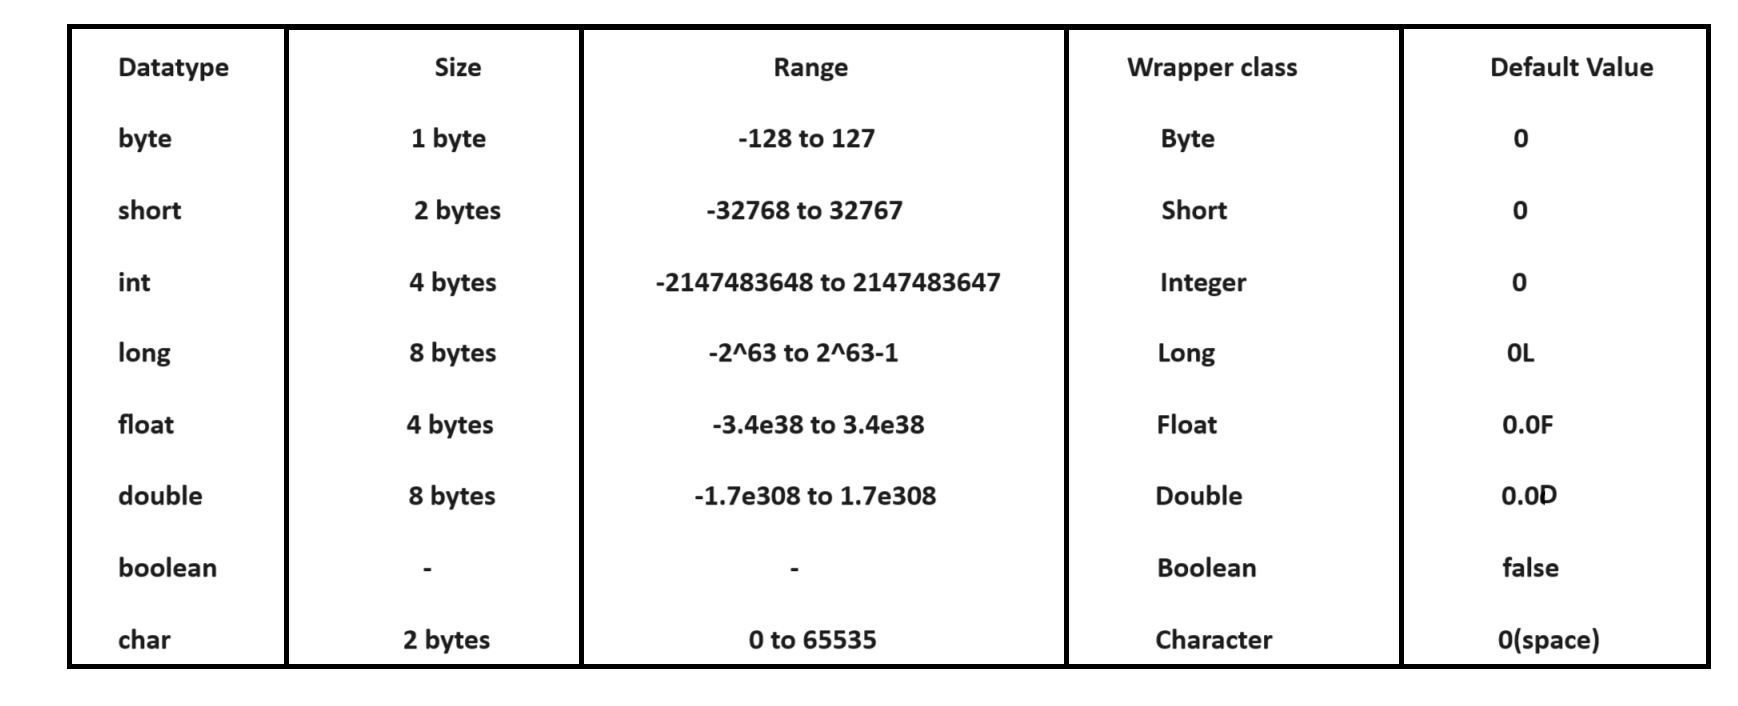 Datatype Size Range Wrapper class Default Value
byte 1 byte -128 to 127 Byte 0
short 2 bytes -32768 to 32767 Short 0
int 4 bytes -2147483648 to 2147483647 Integer 0
long 8 bytes -2^63 to 2^63-1 Long 0L
float 4 bytes -3.4e38 to 3.4e38 Float 0.0F
double 8 bytes -1.7e308 to 1.7e308 Double 0.0D
boolean - - Boolean false
char 2 bytes 0 to 65535 Character 0(space)